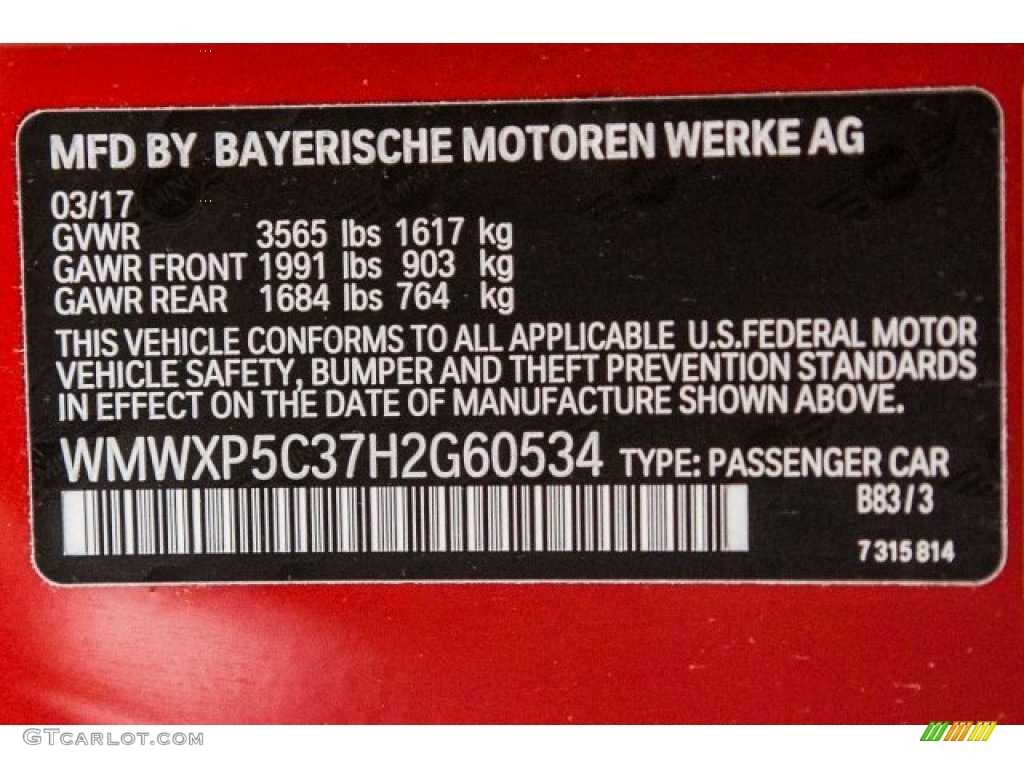 MFD BY BAYERISCHE MOTOREN WERKE AG
03/17
GVWR 3565 lbs 1617 kg
GAWR FRONT 1991 lbs 903 kg
GAWR REAR 1684 lbs 764 kg
THIS VEHICLE CONFORMS TO ALL APPLICABLE U.S.FEDERAL MOTOR
VEHICLE SAFETY, BUMPER AND THEFT PREVENTION STANDARDS
IN EFFECT ON THE DATE OF MANUFACTURE SHOWN ABOVE.
WMWXP5C37H2G60534 TYPE: PASSENGER CAR
B83/3
7315814
GTCARLOT.COM